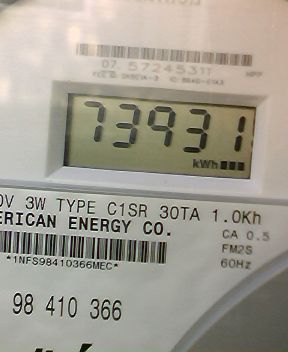 07 57245311
73931
kWh
0V 3W TYPE C1SR 30TA 1.0Kh
ERICAN ENERGY CO.
CA 0.5
FM2S
*1NFS98410366MEC*
60Hz
98 410 366